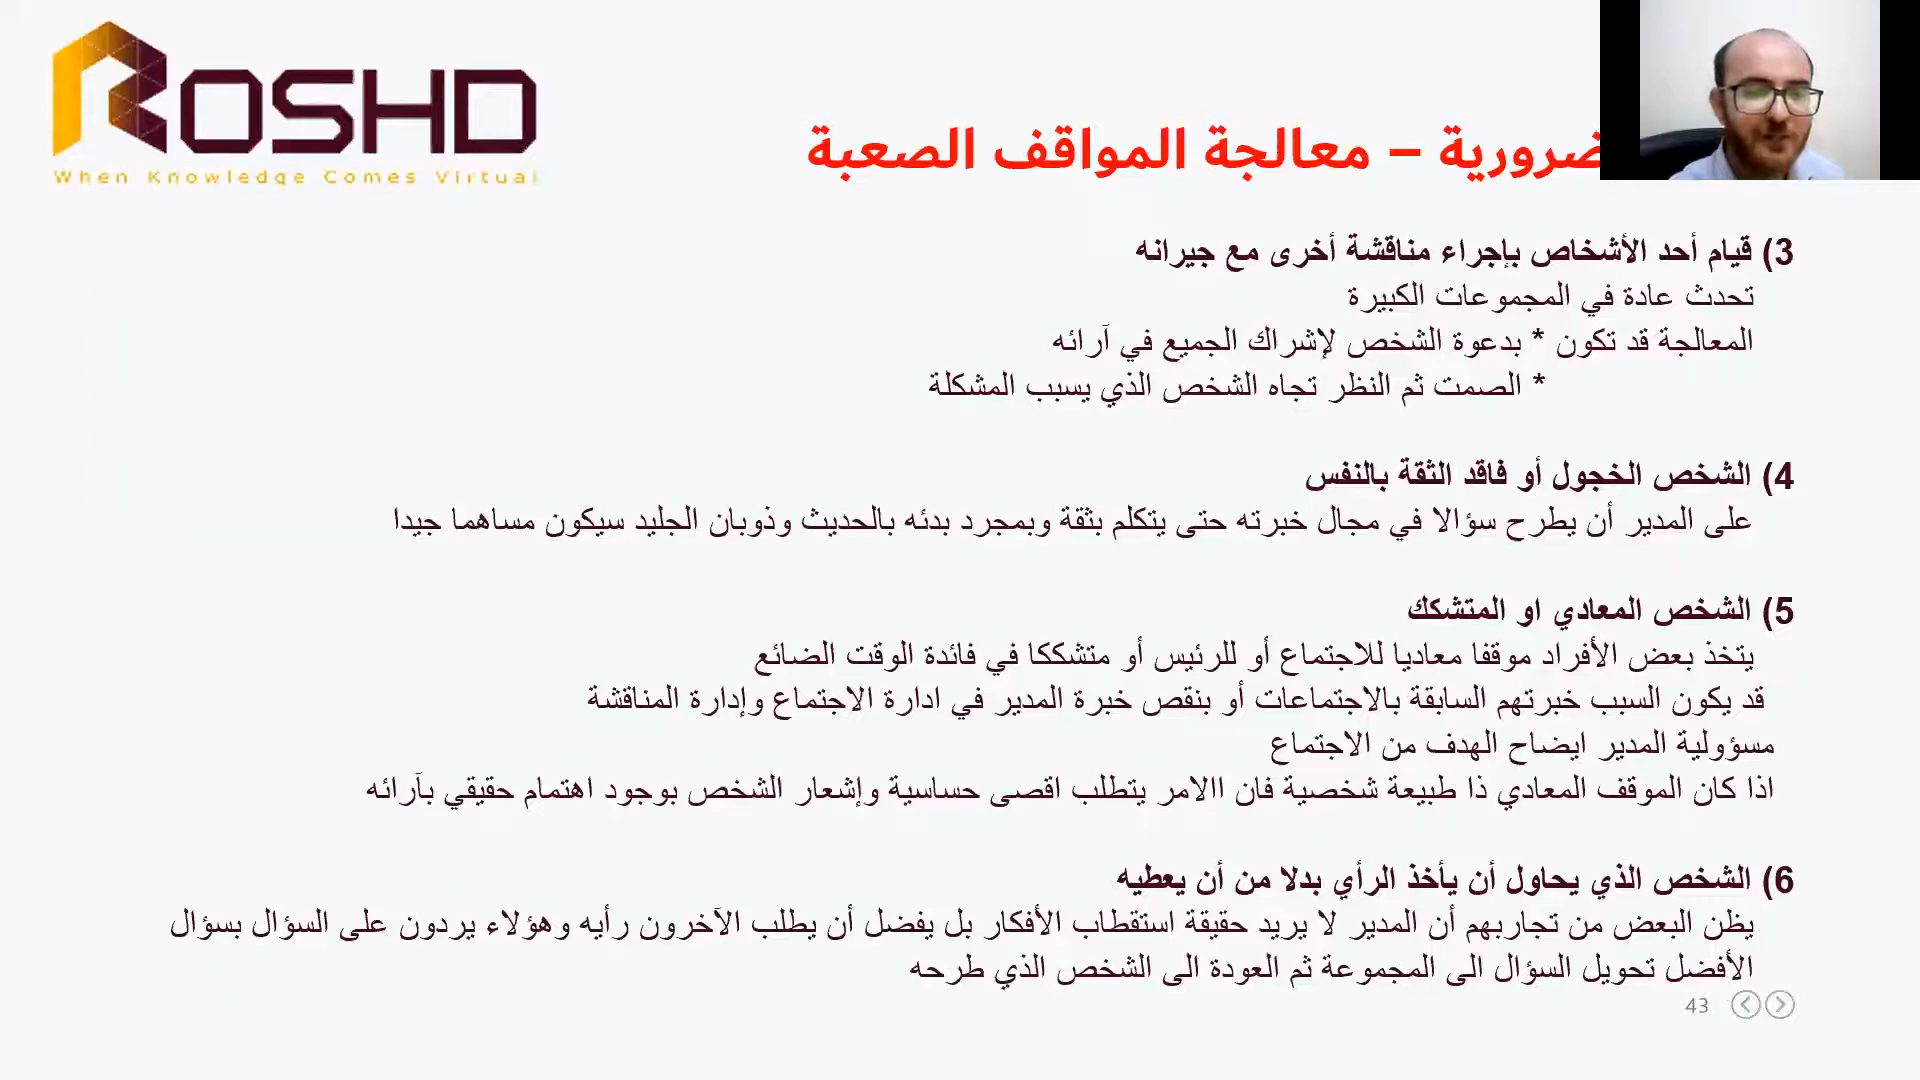 ROSHD
When Knowledge Comes Virtual
ضرورية – معالجة المواقف الصعبة
3) قيام أحد الأشخاص بإجراء مناقشة أخرى مع جيرانه
تحدث عادة في المجموعات الكبيرة
المعالجة قد تكون * بدعوة الشخص لإشراك الجميع في آرائه
* الصمت ثم النظر تجاه الشخص الذي يسبب المشكلة
4) الشخص الخجول أو فاقد الثقة بالنفس
على المدير أن يطرح سؤالا في مجال خبرته حتى يتكلم بثقة وبمجرد بدئه بالحديث وذوبان الجليد سيكون مساهما جيدا
5) الشخص المعادي او المتشكك
يتخذ بعض الأفراد موقفا معاديا للاجتماع أو للرئيس أو متشككا في فائدة الوقت الضائع
قد يكون السبب خبرتهم السابقة بالاجتماعات أو بنقص خبرة المدير في ادارة الاجتماع وإدارة المناقشة
مسؤولية المدير ايضاح الهدف من الاجتماع
اذا كان الموقف المعادي ذا طبيعة شخصية فان االامر يتطلب اقصى حساسية وإشعار الشخص بوجود اهتمام حقيقي بآرائه
6) الشخص الذي يحاول أن يأخذ الرأي بدلا من أن يعطيه
يظن البعض من تجاربهم أن المدير لا يريد حقيقة استقطاب الأفكار بل يفضل أن يطلب الآخرون رأيه وهؤلاء يردون على السؤال بسؤال
الأفضل تحويل السؤال الى المجموعة ثم العودة الى الشخص الذي طرحه
43